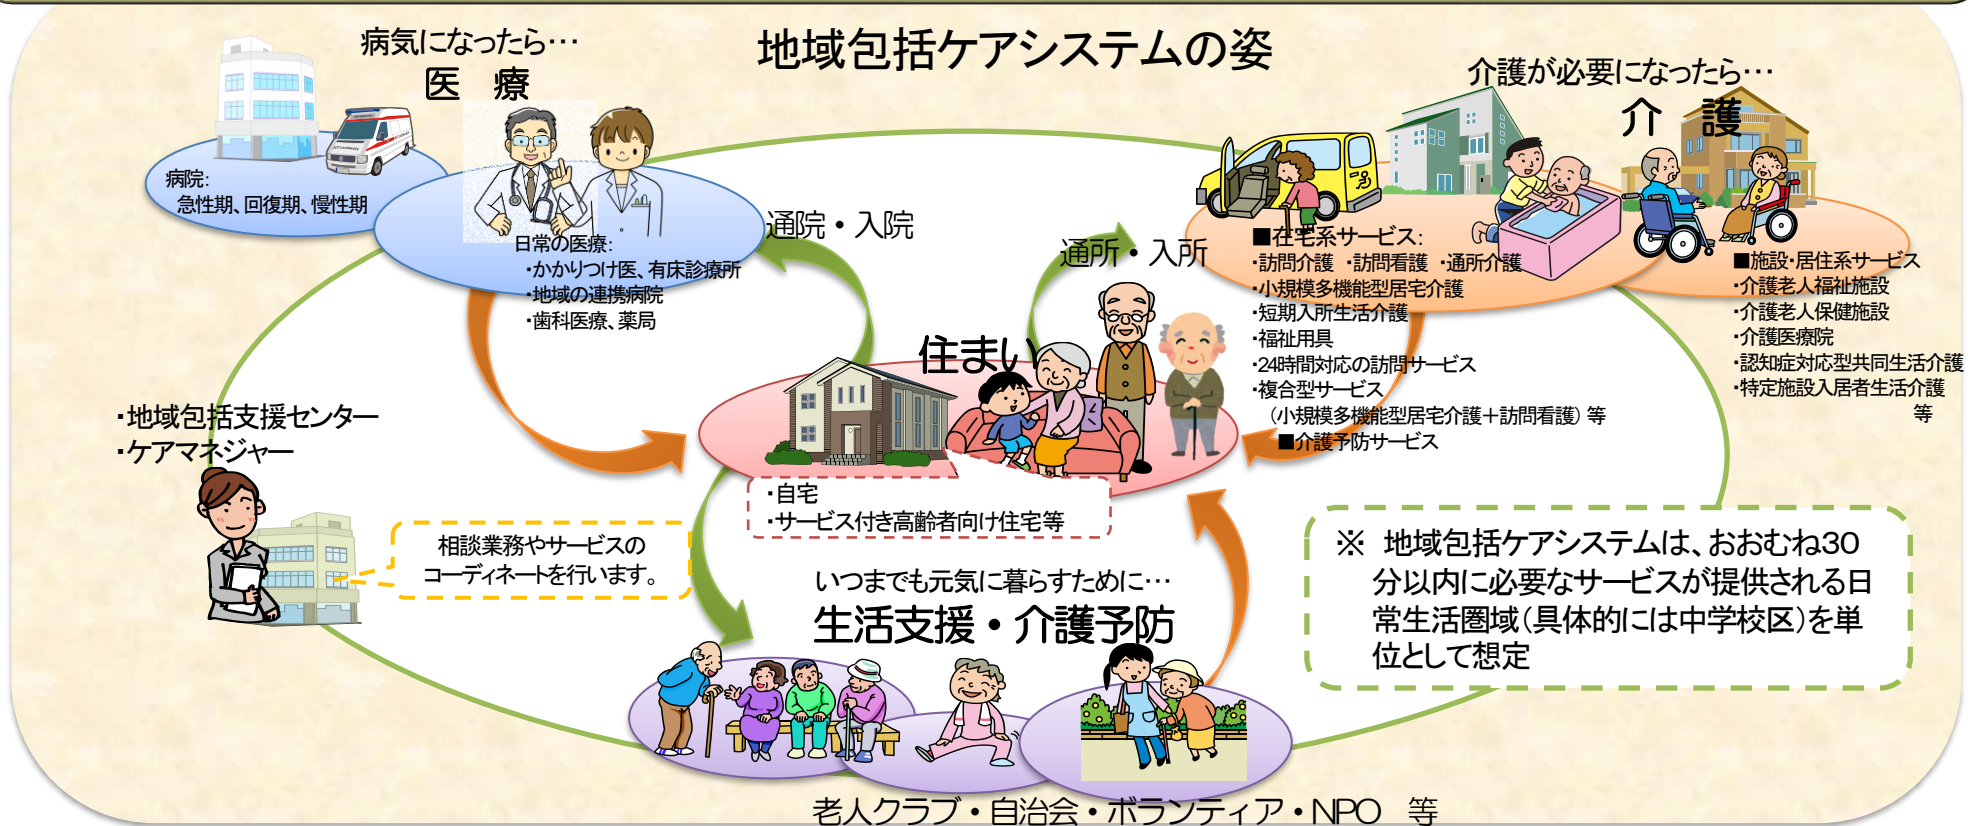 地域包括ケアシステムの姿
病気になったら…
医 療
病院:
急性期、回復期、慢性期
日常の医療:
・かかりつけ医、有床診療所
・地域の連携病院
・歯科医療、薬局
通院・入院
通所・入所
介護が必要になったら…
介 護
■在宅系サービス:
・訪問介護 ・訪問看護 ・通所介護
・小規模多機能型居宅介護
・短期入所生活介護
・福祉用具
・24時間対応の訪問サービス
・複合型サービス
(小規模多機能型居宅介護+訪問看護) 等
■介護予防サービス
■施設・居住系サービス
・介護老人福祉施設
・介護老人保健施設
・介護医療院
・認知症対応型共同生活介護
・特定施設入居者生活介護
等
住まい
・自宅
・サービス付き高齢者向け住宅等
・地域包括支援センター
・ケアマネジャー
相談業務やサービスの
コーディネートを行います。
いつまでも元気に暮らすために…
生活支援・介護予防
※ 地域包括ケアシステムは、おおむね30
分以内に必要なサービスが提供される日
常生活圏域(具体的には中学校区)を単
位として想定
老人クラブ・自治会・ボランティア・NPO 等